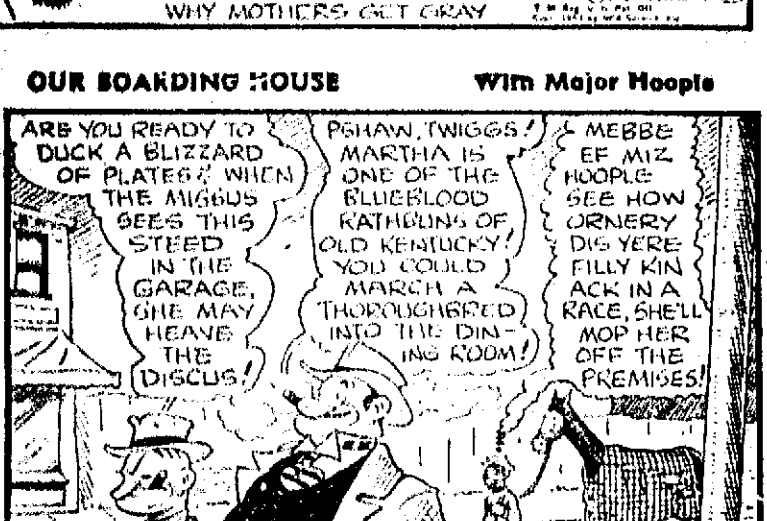 WHY MOTHERS GET GRAY
OUR BOARDING HOUSE
With Major Hoople
ARE YOU READY TO
DUCK A BLIZZARD
OF PLATES? WHEN
THE MISSUS
SEES THIS
STEED
IN THE
GARAGE,
SHE MAY
HEAVE
THE
DISCUS!
PSHAW, TWIGGS!
MARTHA IS
ONE OF THE
BLUEBLOOD
RATHBUNS OF
OLD KENTUCKY!
YOU COULD
MARCH A
THOROUGHBRED
INTO THE DIN-
ING ROOM!
MEBBE
EF MIZ
HOOPLE
SEE HOW
ORNERY
DIS YERE
FILLY KIN
ACK IN A
RACE, SHE'LL
MOP HER
OFF THE
PREMISES!